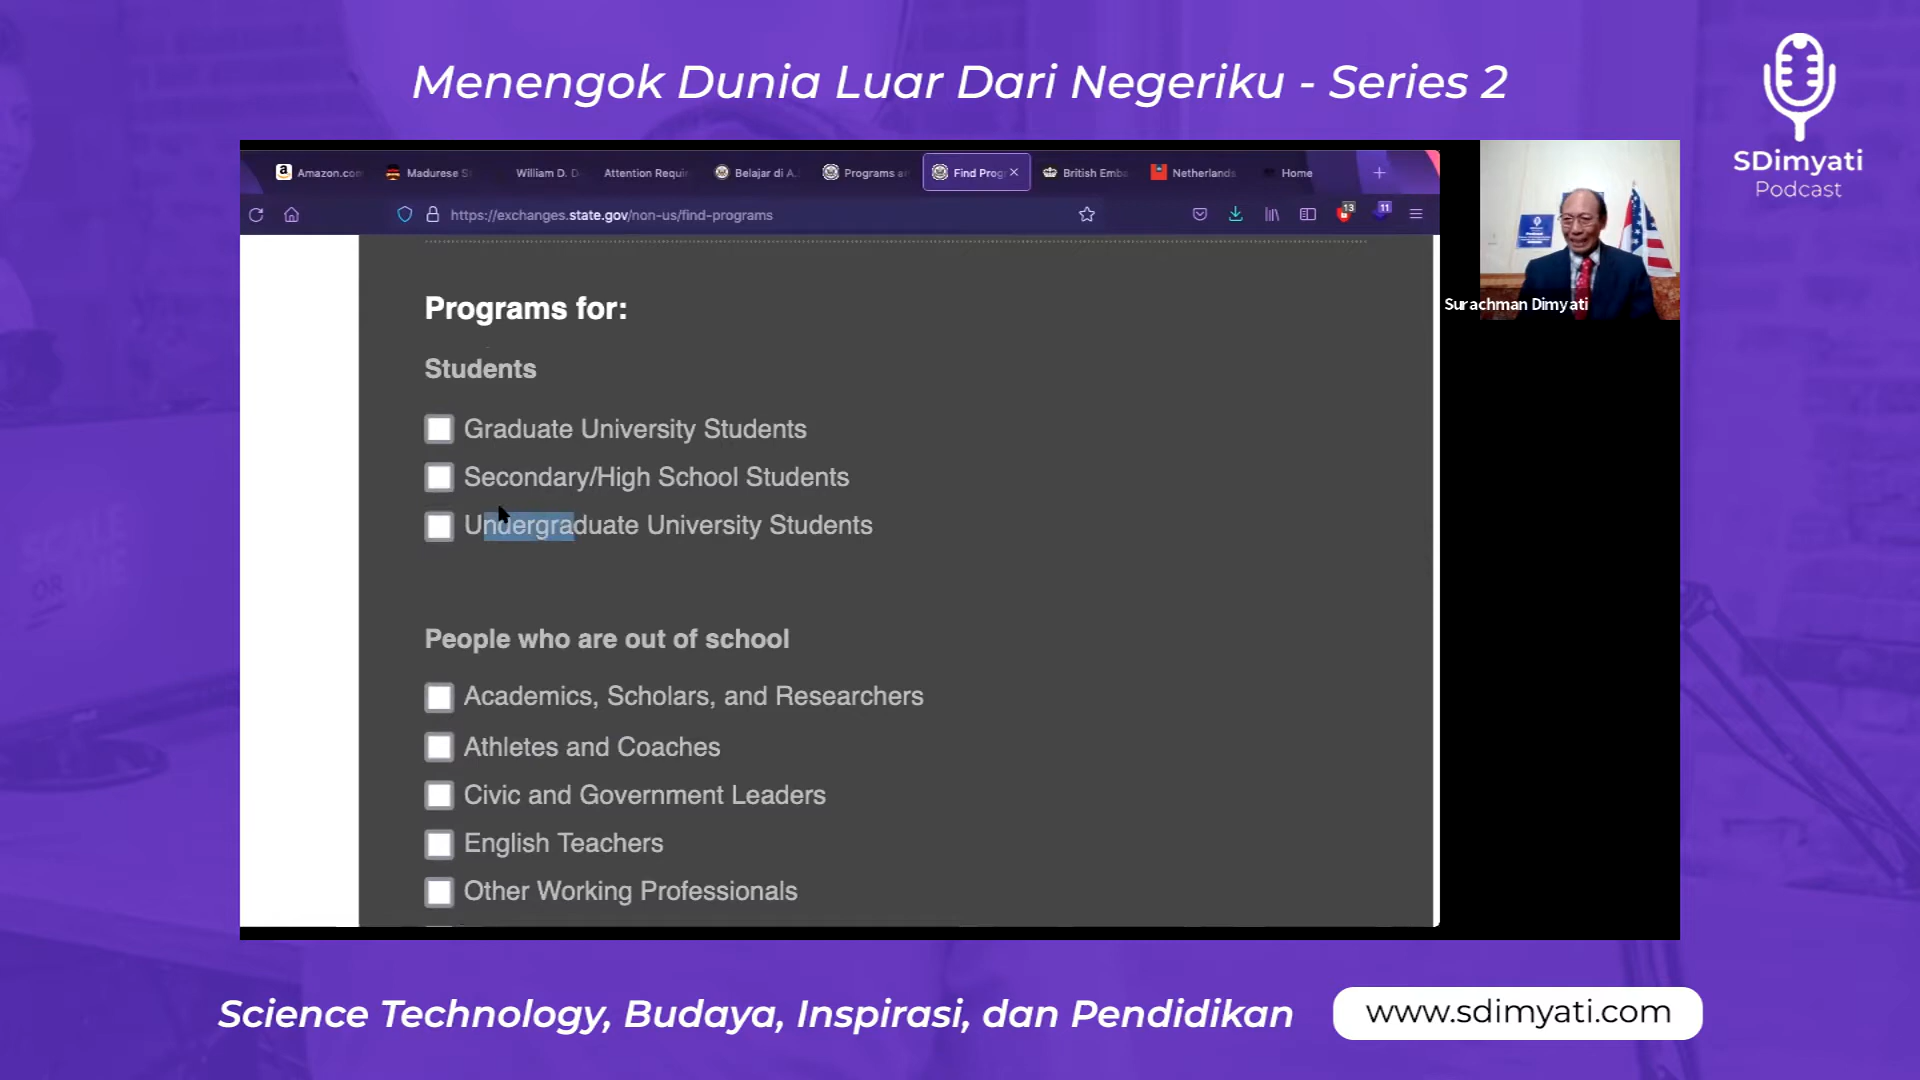 Menengok Dunia Luar Dari Negeriku - Series 2
SDimyati
Podcast
Amazon.com
Madurese S
William D. D
Attention Requir
Belajar di A.
Programs a
Find Prog
British Emba
Netherlands
Home
https://exchanges.state.gov/non-us/find-programs
13
11
Programs for:
Students
Graduate University Students
Secondary/High School Students
Undergraduate University Students
People who are out of school
Academics, Scholars, and Researchers
Athletes and Coaches
Civic and Government Leaders
English Teachers
Other Working Professionals
Surachman Dimyati
Science Technology, Budaya, Inspirasi, dan Pendidikan
www.sdimyati.com